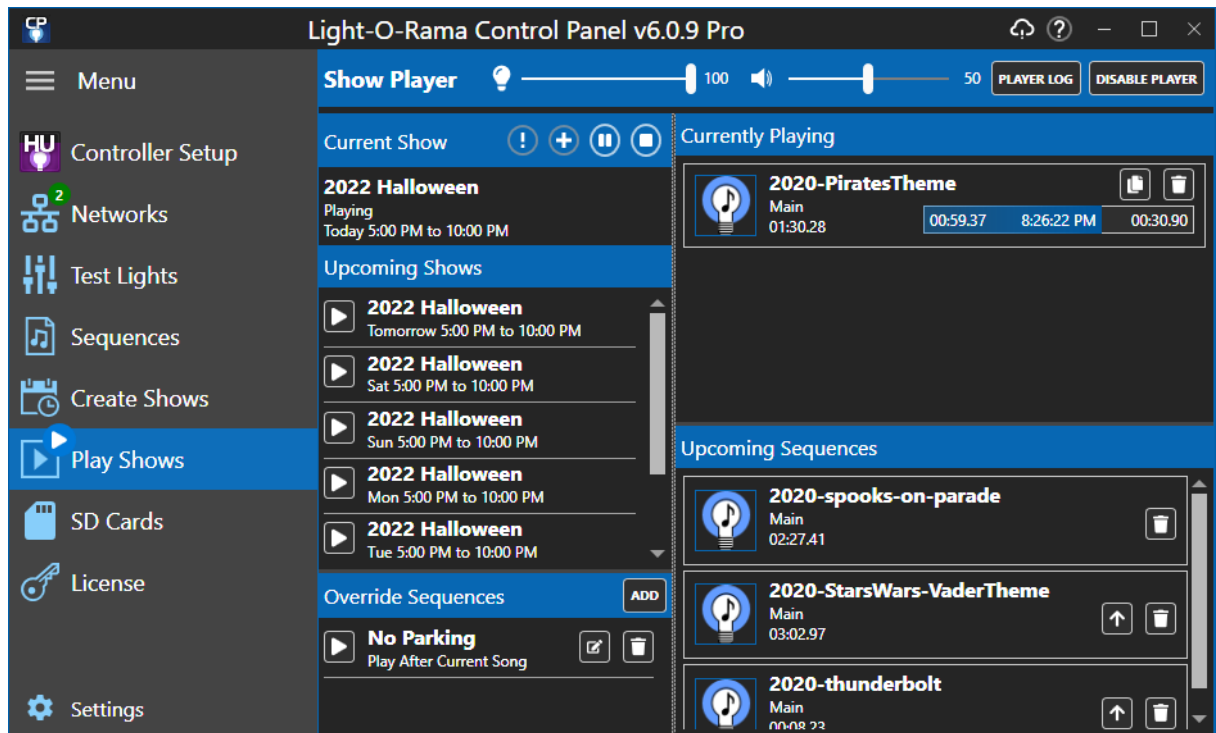 CP
Light-O-Rama Control Panel v6.0.9 Pro
?
Menu
Show Player
100
50
PLAYER LOG
DISABLE PLAYER
HU
Controller Setup
2
Networks
Test Lights
Sequences
Create Shows
Play Shows
SD Cards
License
Settings
Current Show
!
2022 Halloween
Playing
Today 5:00 PM to 10:00 PM
Upcoming Shows
2022 Halloween
Tomorrow 5:00 PM to 10:00 PM
2022 Halloween
Sat 5:00 PM to 10:00 PM
2022 Halloween
Sun 5:00 PM to 10:00 PM
2022 Halloween
Mon 5:00 PM to 10:00 PM
2022 Halloween
Tue 5:00 PM to 10:00 PM
Override Sequences
ADD
No Parking
Play After Current Song
Currently Playing
2020-PiratesTheme
Main
01:30.28
00:59.37
8:26:22 PM
00:30.90
Upcoming Sequences
2020-spooks-on-parade
Main
02:27.41
2020-StarsWars-VaderTheme
Main
03:02.97
2020-thunderbolt
Main
00:08.23